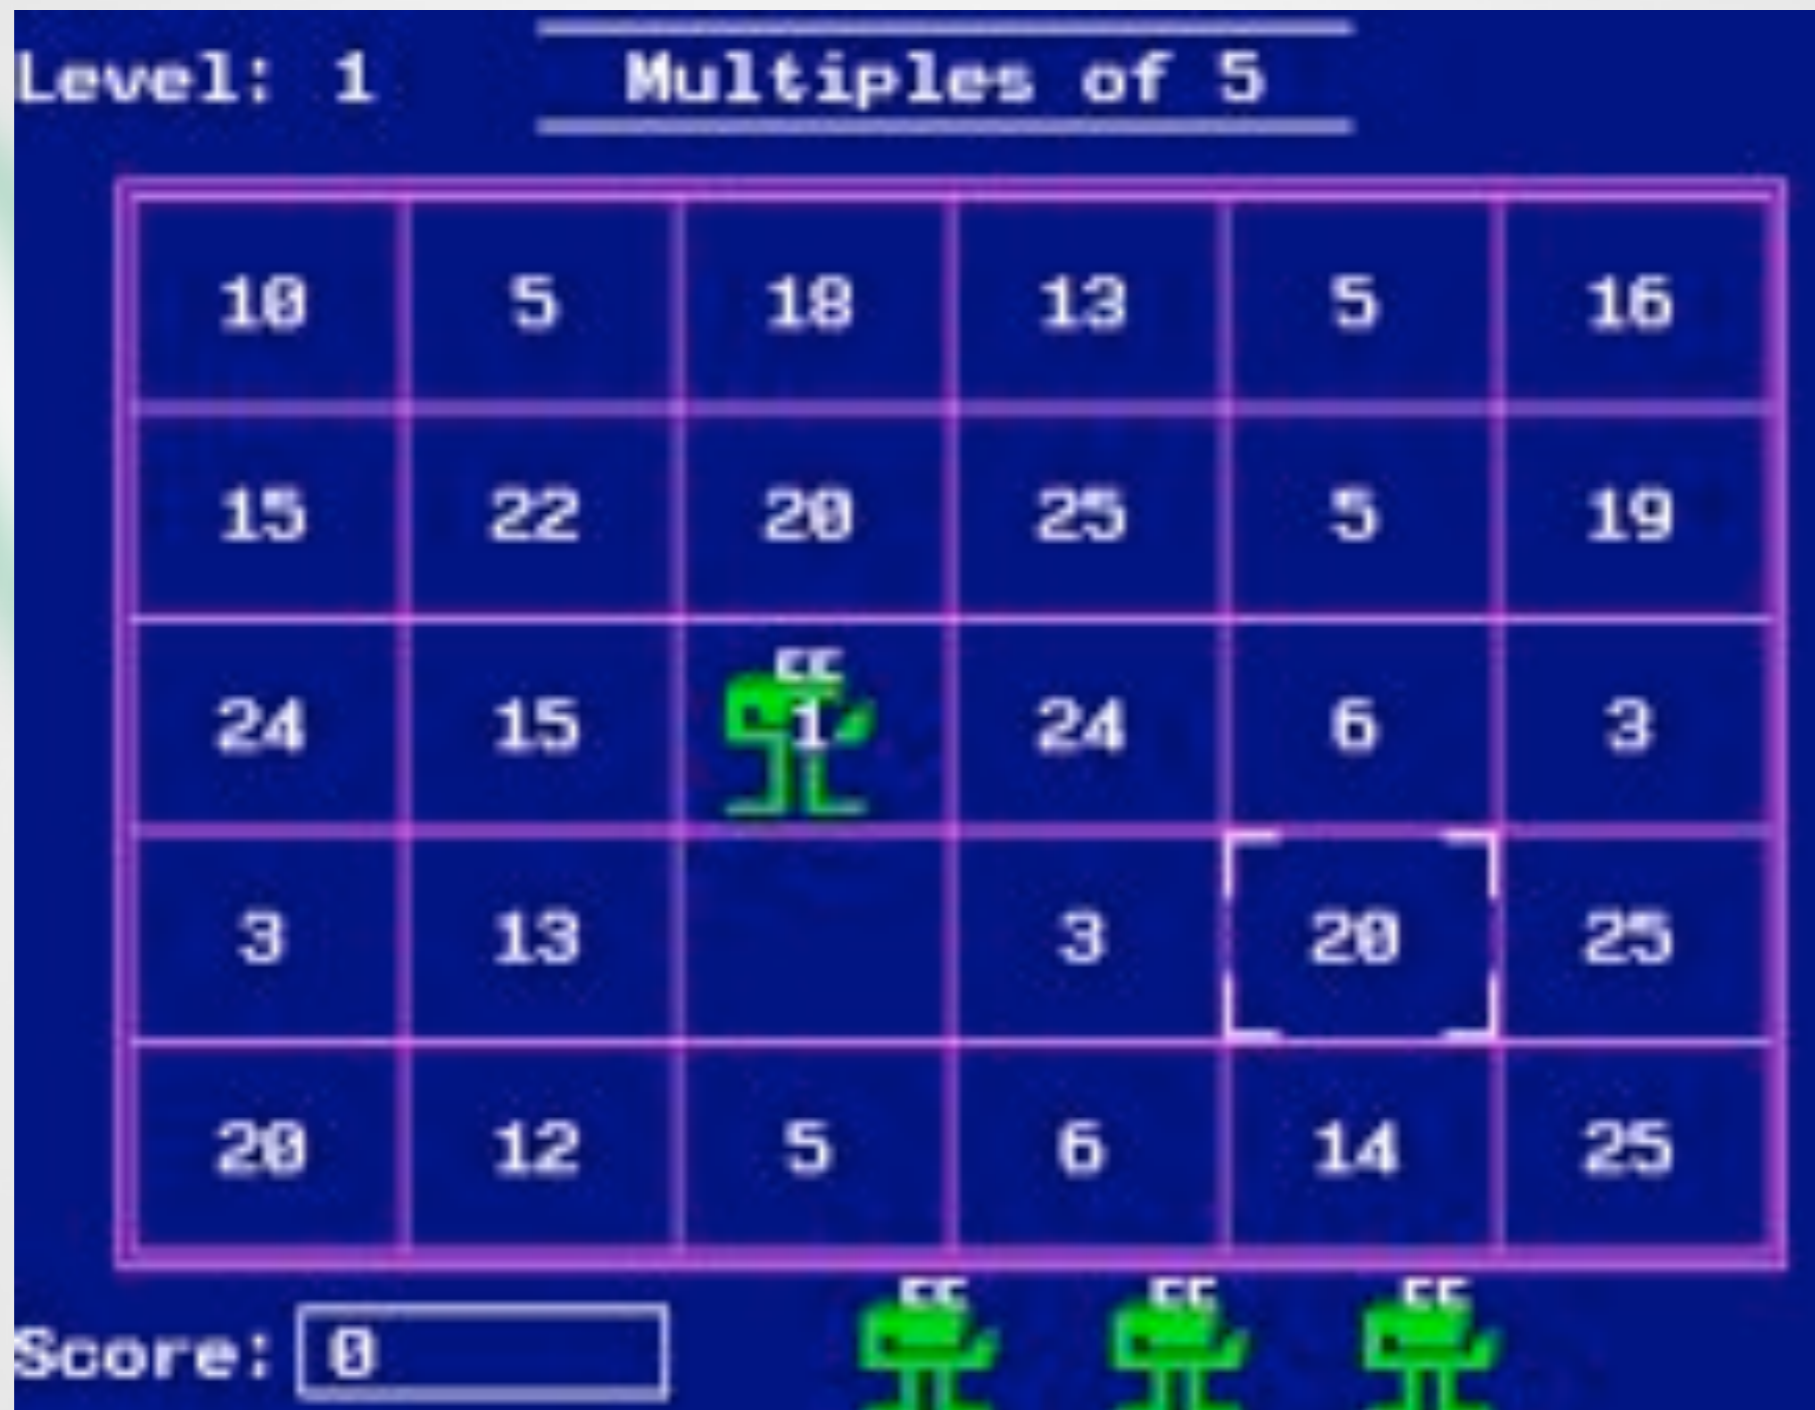 Level: 1 Multiples of 5
10 5 18 13 5 16
15 22 20 25 5 19
24 15 1 24 6 3
3 13 3 20 25
20 12 5 6 14 25
Score: 0